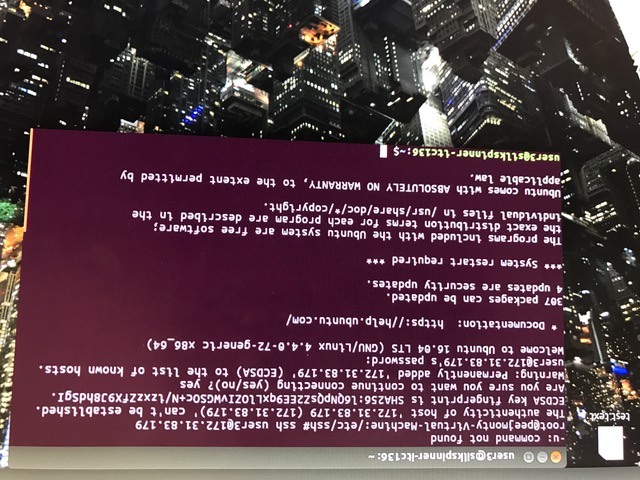 user3@silkspinner-itc136: ~
-u: command not found
root@peejmonty-Virtual-Machine:/etc/ssh# ssh user3@172.31.83.179
The authenticity of host '172.31.83.179 (172.31.83.179)' can't be established.
ECDSA key fingerprint is SHA256:l6QNpQsZ2EE9qxLlOZIvWGSOc+N/izxzZfX9J8hdSgI.
Are you sure you want to continue connecting (yes/no)? yes
Warning: Permanently added '172.31.83.179' (ECDSA) to the list of known hosts.
user3@172.31.83.179's password:
Welcome to Ubuntu 16.04 LTS (GNU/Linux 4.4.0-72-generic x86_64)
* Documentation: https://help.ubuntu.com/
307 packages can be updated.
4 updates are security updates.
*** System restart required ***
The programs included with the Ubuntu system are free software;
the exact distribution terms for each program are described in the
individual files in /usr/share/doc/*/copyright.
Ubuntu comes with ABSOLUTELY NO WARRANTY, to the extent permitted by
applicable law.
user3@silkspinner-itc136:~$
test.text